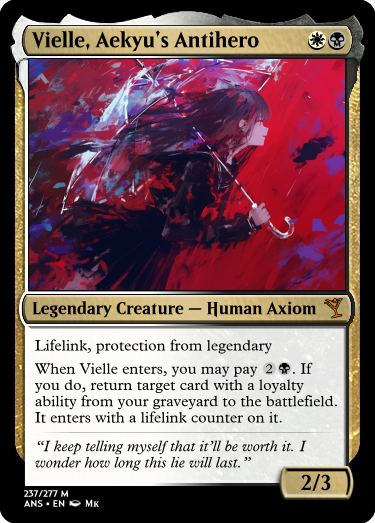 Vielle, Aekyu's Antihero
Legendary Creature — Human Axiom
Lifelink, protection from legendary
When Vielle enters, you may pay 2 . If
you do, return target card with a loyalty
ability from your graveyard to the battlefield.
It enters with a lifelink counter on it.
“I keep telling myself that it’ll be worth it. I
wonder how long this lie will last.”
2/3
237/277 M
ANS • EN Mk